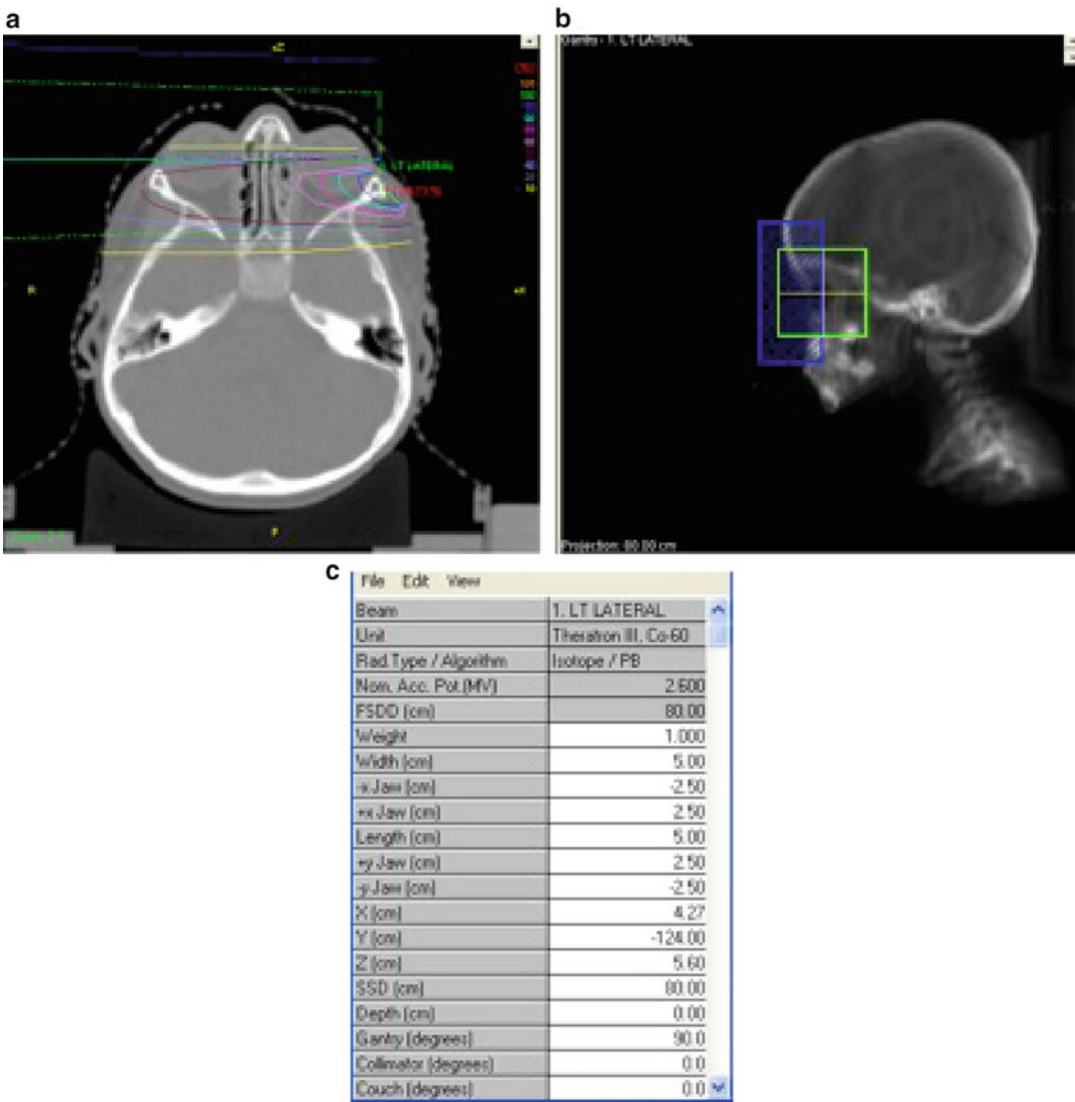 a
b
LT LATERAL
R
Gantry - 1. LT LATERAL
Projection: 80.00 cm
c
File Edit View
Beam 1. LT LATERAL
Unit Theratron III, Co-60
Rad.Type / Algorithm Isotope / PB
Nom. Acc. Pot.(MV) 2.600
FSDD (cm) 80.00
Weight 1.000
Width (cm) 5.00
-x Jaw (cm) -2.50
+x Jaw (cm) 2.50
Length (cm) 5.00
+y Jaw (cm) 2.50
-y Jaw (cm) -2.50
X (cm) 4.27
Y (cm) -124.00
Z (cm) 5.60
SSD (cm) 80.00
Depth (cm) 0.00
Gantry (degrees) 90.0
Collimator (degrees) 0.0
Couch (degrees) 0.0